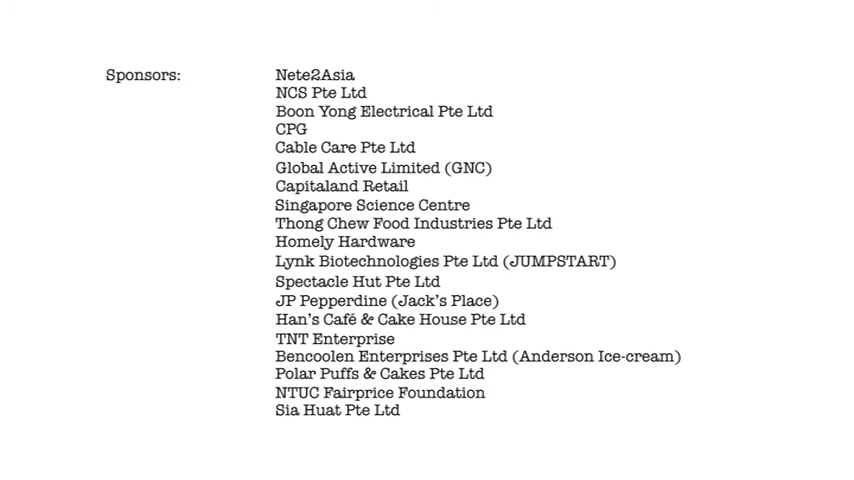 Sponsors: Nete2Asia
NCS Pte Ltd
Boon Yong Electrical Pte Ltd
CPG
Cable Care Pte Ltd
Global Active Limited (GNC)
Capitaland Retail
Singapore Science Centre
Thong Chew Food Industries Pte Ltd
Homely Hardware
Lynk Biotechnologies Pte Ltd (JUMPSTART)
Spectacle Hut Pte Ltd
JP Pepperdine (Jack's Place)
Han's Café & Cake House Pte Ltd
TNT Enterprise
Bencoolen Enterprises Pte Ltd (Anderson Ice-cream)
Polar Puffs & Cakes Pte Ltd
NTUC Fairprice Foundation
Sia Huat Pte Ltd